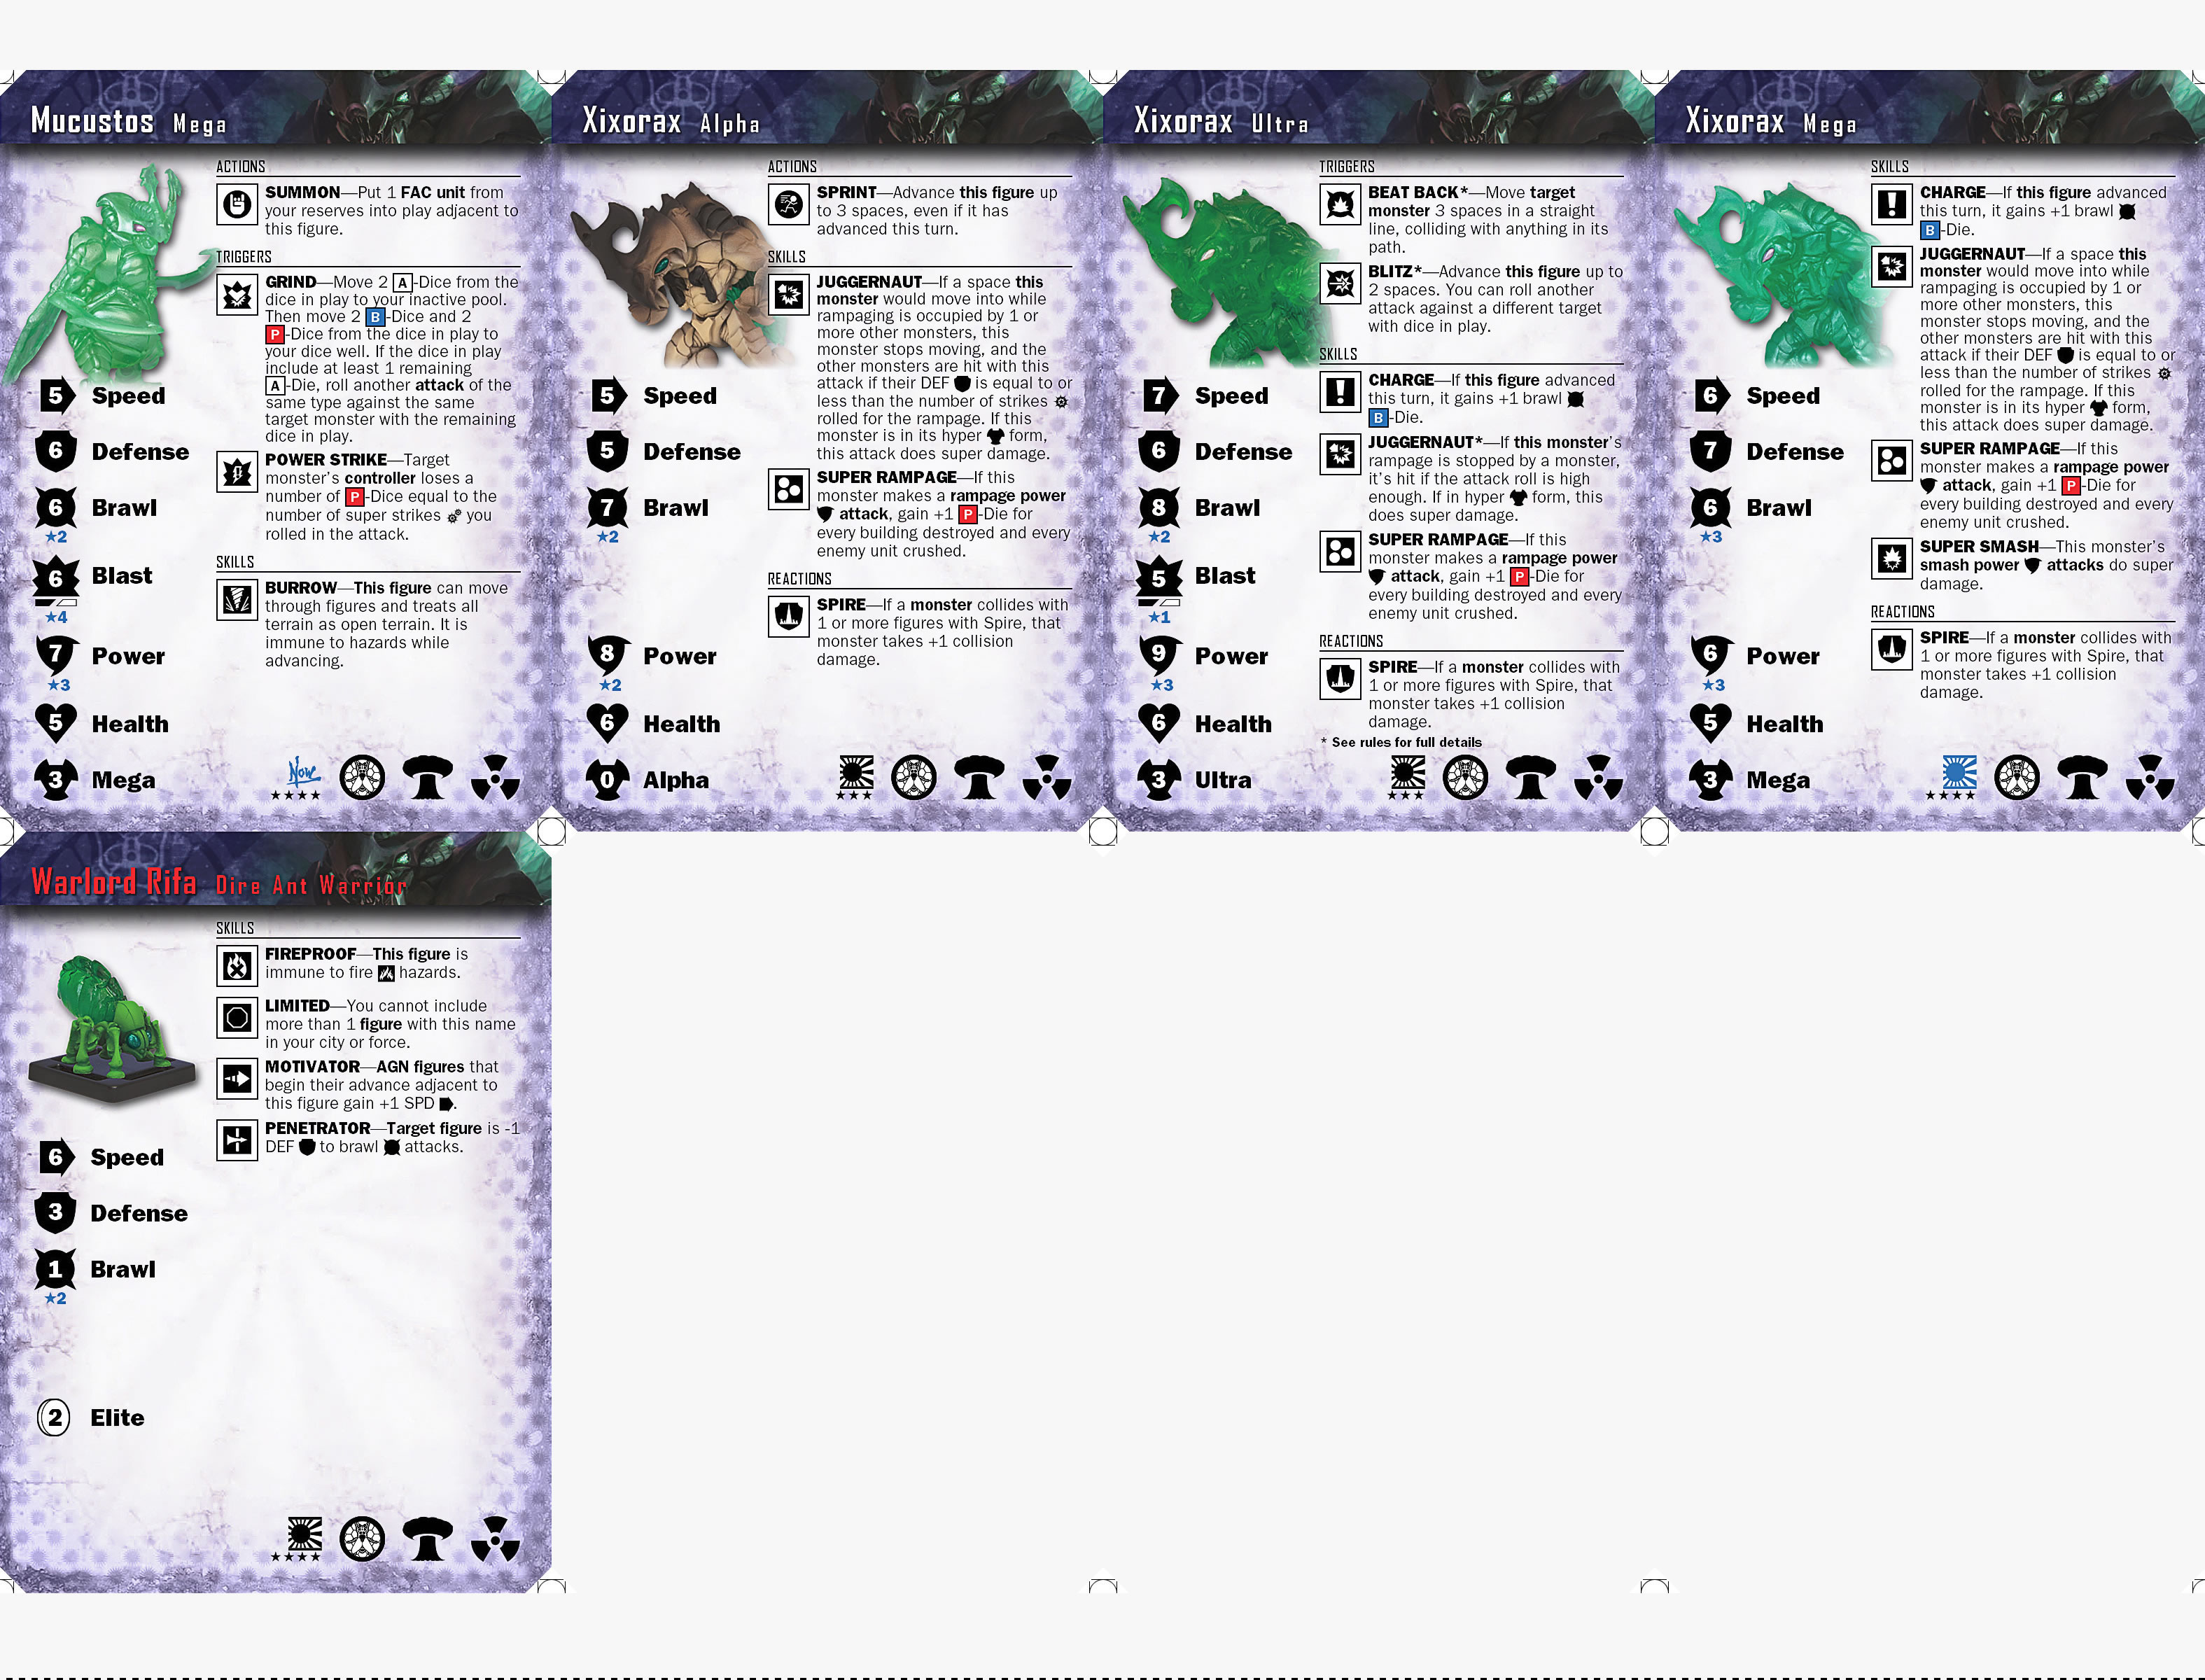 Mucustos Mega
ACTIONS
SUMMON—Put 1 FAC unit from
your reserves into play adjacent to
this figure.
TRIGGERS
GRIND—Move 2 A-Dice from the
dice in play to your inactive pool.
Then move 2 B-Dice and 2
P-Dice from the dice in play to
your dice well. If the dice in play
include at least 1 remaining
A-Die, roll another attack of the
same type against the same
target monster with the remaining
dice in play.
POWER STRIKE—Target
monster's controller loses a
number of P-Dice equal to the
number of super strikes you
rolled in the attack.
SKILLS
BURROW—This figure can move
through figures and treats all
terrain as open terrain. It is
immune to hazards while
advancing.
5 Speed
6 Defense
6 Brawl
★2
6 Blast
★4
7 Power
★3
5 Health
3 Mega
Now
★★★★
Xixorax Alpha
ACTIONS
SPRINT—Advance this figure up
to 3 spaces, even if it has
advanced this turn.
SKILLS
JUGGERNAUT—If a space this
monster would move into while
rampaging is occupied by 1 or
more other monsters, this
monster stops moving, and the
other monsters are hit with this
attack if their DEF is equal to or
less than the number of strikes
rolled for the rampage. If this
monster is in its hyper form,
this attack does super damage.
SUPER RAMPAGE—If this
monster makes a rampage power
attack, gain +1 P-Die for
every building destroyed and every
enemy unit crushed.
REACTIONS
SPIRE—If a monster collides with
1 or more figures with Spire, that
monster takes +1 collision
damage.
5 Speed
5 Defense
7 Brawl
★2
8 Power
★2
6 Health
0 Alpha
★★★
Xixorax Ultra
TRIGGERS
BEAT BACK*—Move target
monster 3 spaces in a straight
line, colliding with anything in its
path.
BLITZ*—Advance this figure up to
2 spaces. You can roll another
attack against a different target
with dice in play.
SKILLS
CHARGE—If this figure advanced
this turn, it gains +1 brawl
B-Die.
JUGGERNAUT*—If this monster's
rampage is stopped by a monster,
it's hit if the attack roll is high
enough. If in hyper form, this
does super damage.
SUPER RAMPAGE—If this
monster makes a rampage power
attack, gain +1 P-Die for
every building destroyed and every
enemy unit crushed.
REACTIONS
SPIRE—If a monster collides with
1 or more figures with Spire, that
monster takes +1 collision
damage.
* See rules for full details
7 Speed
6 Defense
8 Brawl
★2
5 Blast
★1
9 Power
★3
6 Health
3 Ultra
★★★
Xixorax Mega
SKILLS
CHARGE—If this figure advanced
this turn, it gains +1 brawl
B-Die.
JUGGERNAUT—If a space this
monster would move into while
rampaging is occupied by 1 or
more other monsters, this
monster stops moving, and the
other monsters are hit with this
attack if their DEF is equal to or
less than the number of strikes
rolled for the rampage. If this
monster is in its hyper form,
this attack does super damage.
SUPER RAMPAGE—If this
monster makes a rampage power
attack, gain +1 P-Die for
every building destroyed and every
enemy unit crushed.
SUPER SMASH—This monster's
smash power attacks do super
damage.
REACTIONS
SPIRE—If a monster collides with
1 or more figures with Spire, that
monster takes +1 collision
damage.
6 Speed
7 Defense
6 Brawl
★3
6 Power
★3
5 Health
3 Mega
★★★★
Warlord Rifa Dire Ant Warrior
SKILLS
FIREPROOF—This figure is
immune to fire hazards.
LIMITED—You cannot include
more than 1 figure with this name
in your city or force.
MOTIVATOR—AGN figures that
begin their advance adjacent to
this figure gain +1 SPD .
PENETRATOR—Target figure is -1
DEF to brawl attacks.
6 Speed
3 Defense
1 Brawl
★2
2 Elite
★★★★